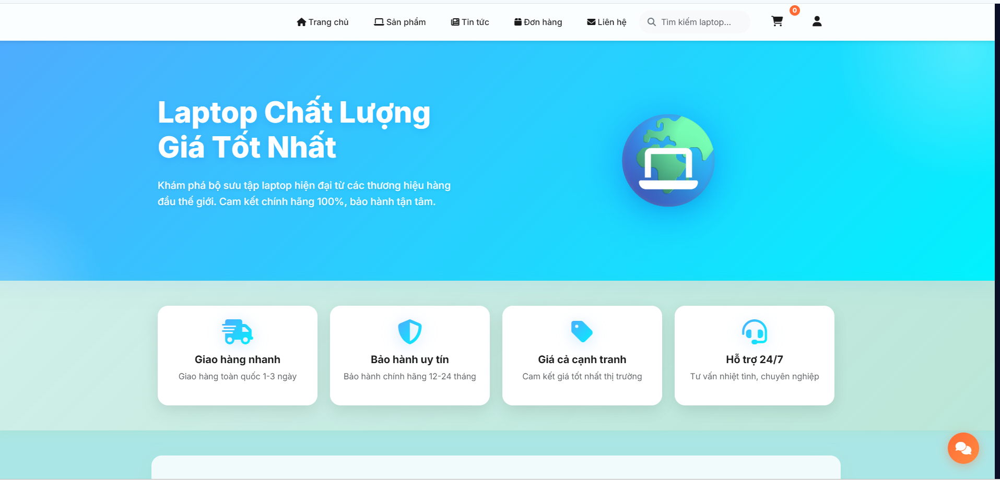 Trang chủ
Sản phẩm
Tin tức
Đơn hàng
Liên hệ
Tìm kiếm laptop...
0
Laptop Chất Lượng
Giá Tốt Nhất
Khám phá bộ sưu tập laptop hiện đại từ các thương hiệu hàng
đầu thế giới. Cam kết chính hãng 100%, bảo hành tận tâm.
Giao hàng nhanh
Giao hàng toàn quốc 1-3 ngày
Bảo hành uy tín
Bảo hành chính hãng 12-24 tháng
Giá cả cạnh tranh
Cam kết giá tốt nhất thị trường
Hỗ trợ 24/7
Tư vấn nhiệt tình, chuyên nghiệp